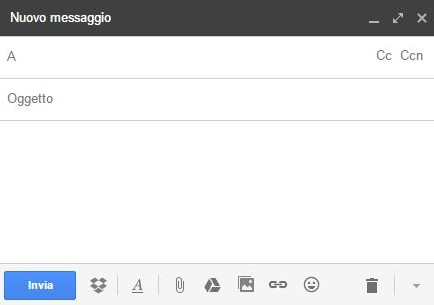 Nuovo messaggio
A Cc Ccn
Oggetto
Invia A